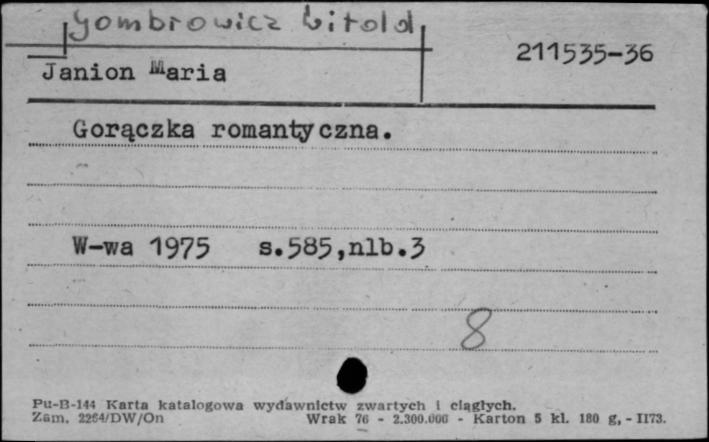 Gombrowicz Witold
211535-36
Janion Maria
Gorączka romantyczna.
W-wa 1975 s.585,nlb.3
8
Pu-B-144 Karta katalogowa wydawnictw zwartych i ciągłych.
Zam. 2264/DW/On Wrak 76 - 2.300.000 - Karton 5 kl. 180 g, - II73.